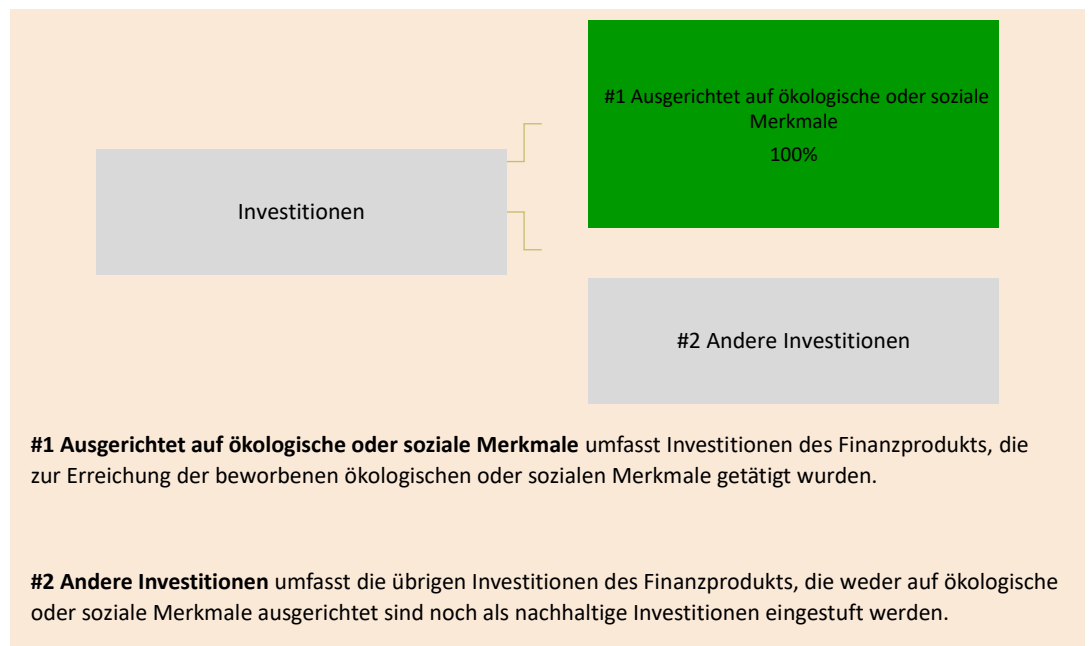 #1 Ausgerichtet auf ökologische oder soziale
Merkmale
100%
Investitionen
#2 Andere Investitionen
#1 Ausgerichtet auf ökologische oder soziale Merkmale umfasst Investitionen des Finanzprodukts, die
zur Erreichung der beworbenen ökologischen oder sozialen Merkmale getätigt wurden.
#2 Andere Investitionen umfasst die übrigen Investitionen des Finanzprodukts, die weder auf ökologische
oder soziale Merkmale ausgerichtet sind noch als nachhaltige Investitionen eingestuft werden.